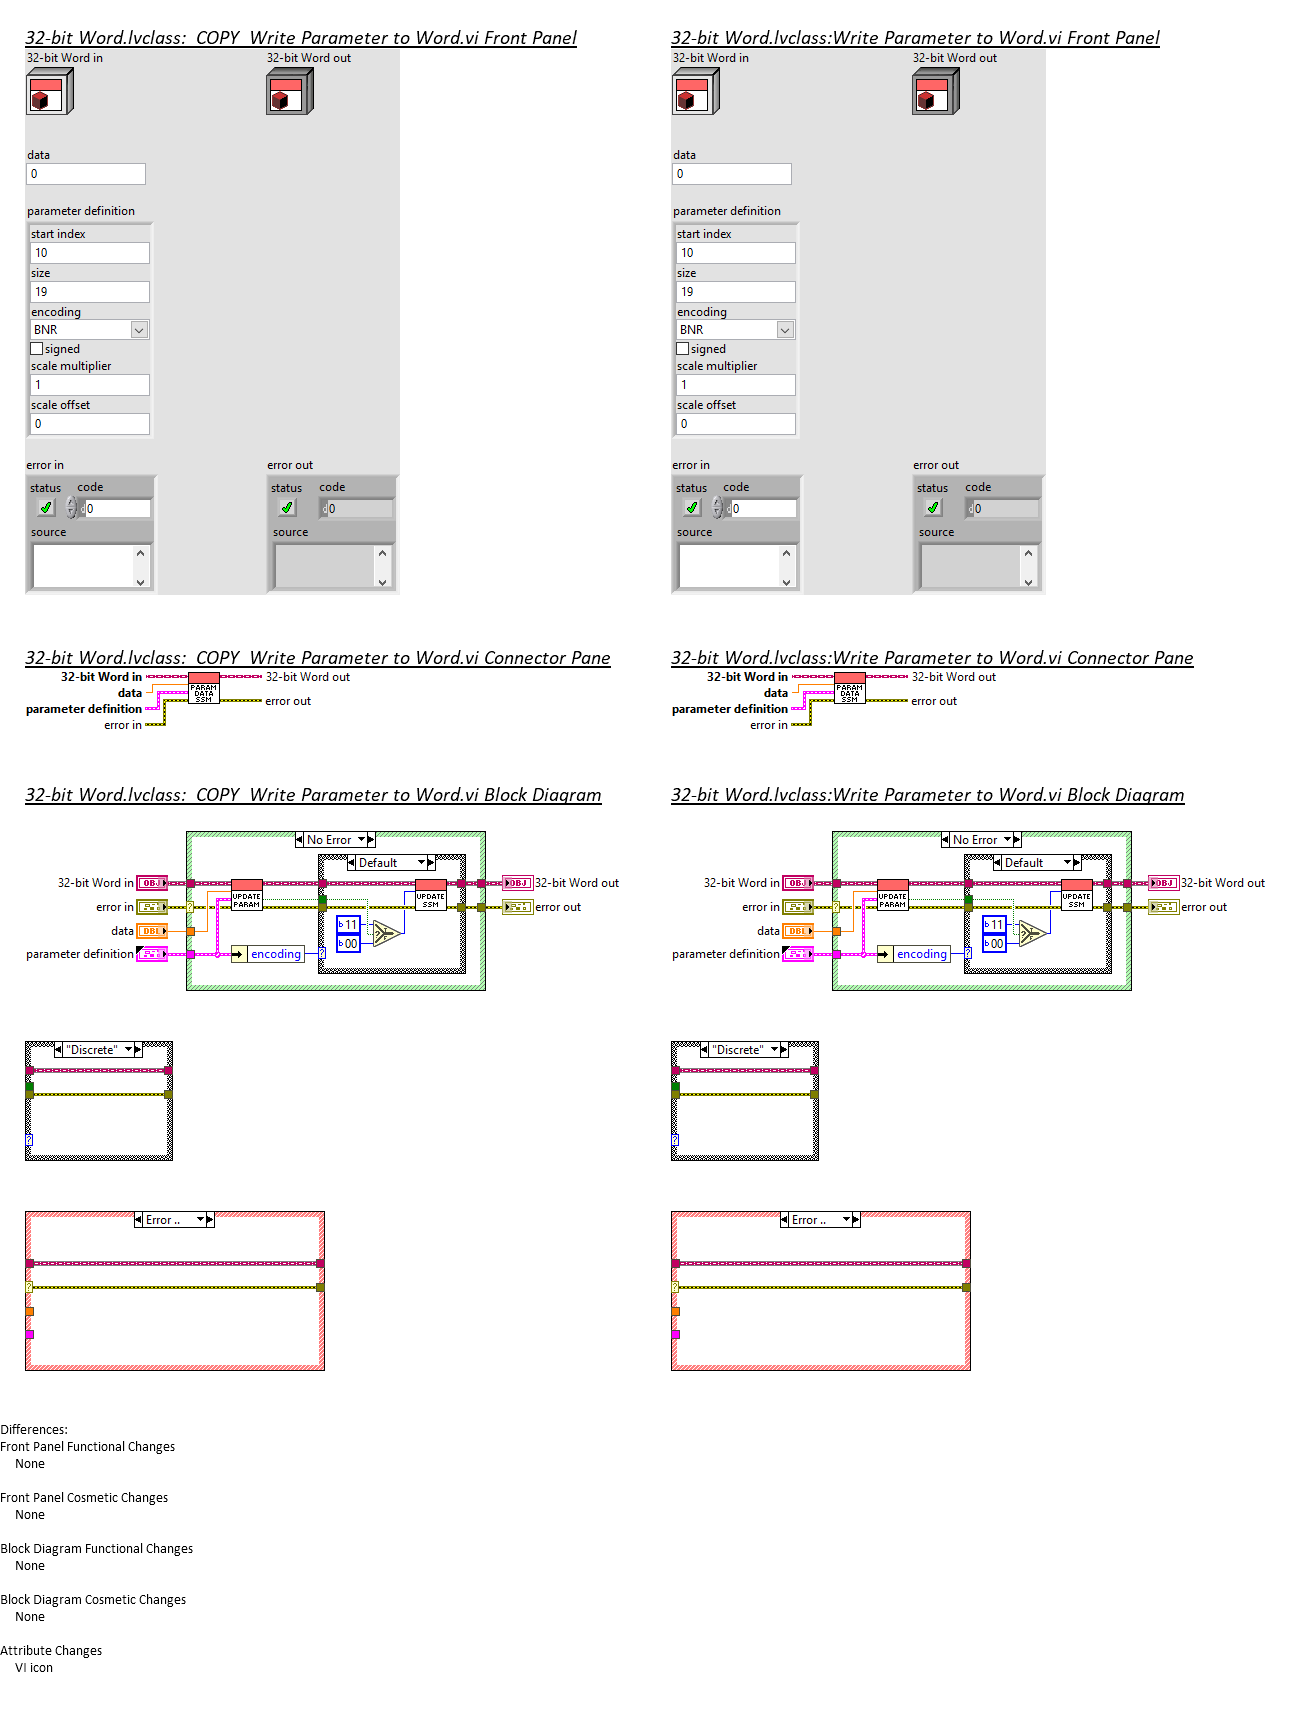 32-bit Word.lvclass:_COPY_Write Parameter to Word.vi Front Panel
32-bit Word in
32-bit Word out
data
0
parameter definition
start index
10
size
19
encoding
BNR
signed
scale multiplier
1
scale offset
0
error in
status
code
0
source
error out
status
code
0
source
32-bit Word.lvclass:Write Parameter to Word.vi Front Panel
32-bit Word in
32-bit Word out
data
0
parameter definition
start index
10
size
19
encoding
BNR
signed
scale multiplier
1
scale offset
0
error in
status
code
0
source
error out
status
code
0
source
32-bit Word.lvclass:_COPY_Write Parameter to Word.vi Connector Pane
32-bit Word in
data
parameter definition
error in
PARAM
DATA
SSM
32-bit Word out
error out
32-bit Word.lvclass:Write Parameter to Word.vi Connector Pane
32-bit Word in
data
parameter definition
error in
PARAM
DATA
SSM
32-bit Word out
error out
32-bit Word.lvclass:_COPY_Write Parameter to Word.vi Block Diagram
No Error
Default
32-bit Word in
OBJ
error in
data
DBL
parameter definition
UPDATE
PARAM
encoding
b 11
b 00
UPDATE
SSM
OBJ
32-bit Word out
error out
32-bit Word.lvclass:Write Parameter to Word.vi Block Diagram
No Error
Default
32-bit Word in
OBJ
error in
data
DBL
parameter definition
UPDATE
PARAM
encoding
b 11
b 00
UPDATE
SSM
OBJ
32-bit Word out
error out
"Discrete"
?
"Discrete"
?
Error ..
?
Error ..
?
Differences:
Front Panel Functional Changes
None
Front Panel Cosmetic Changes
None
Block Diagram Functional Changes
None
Block Diagram Cosmetic Changes
None
Attribute Changes
VI icon